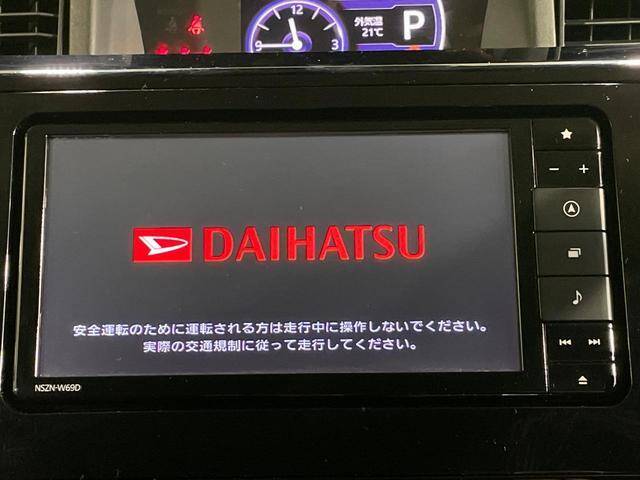 12
9
外気温
21℃
P
DAIHATSU
安全運転のために運転される方は走行中に操作しないでください。
実際の交通規制に従って走行してください。
NSZN-W69D